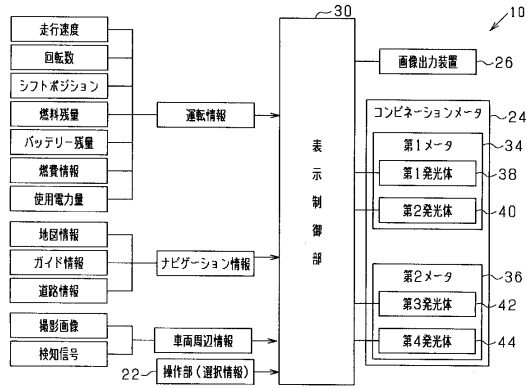 10
30
走行速度
回転数
シフトポジション
燃料残量
バッテリー残量
燃費情報
使用電力量
運転情報
地図情報
ガイド情報
道路情報
ナビゲーション情報
撮影画像
検知信号
車両周辺情報
22
操作部(選択情報)
表示制御部
画像出力装置
26
コンビネーションメータ
24
第1メータ
34
第1発光体
38
第2発光体
40
第2メータ
36
第3発光体
42
第4発光体
44